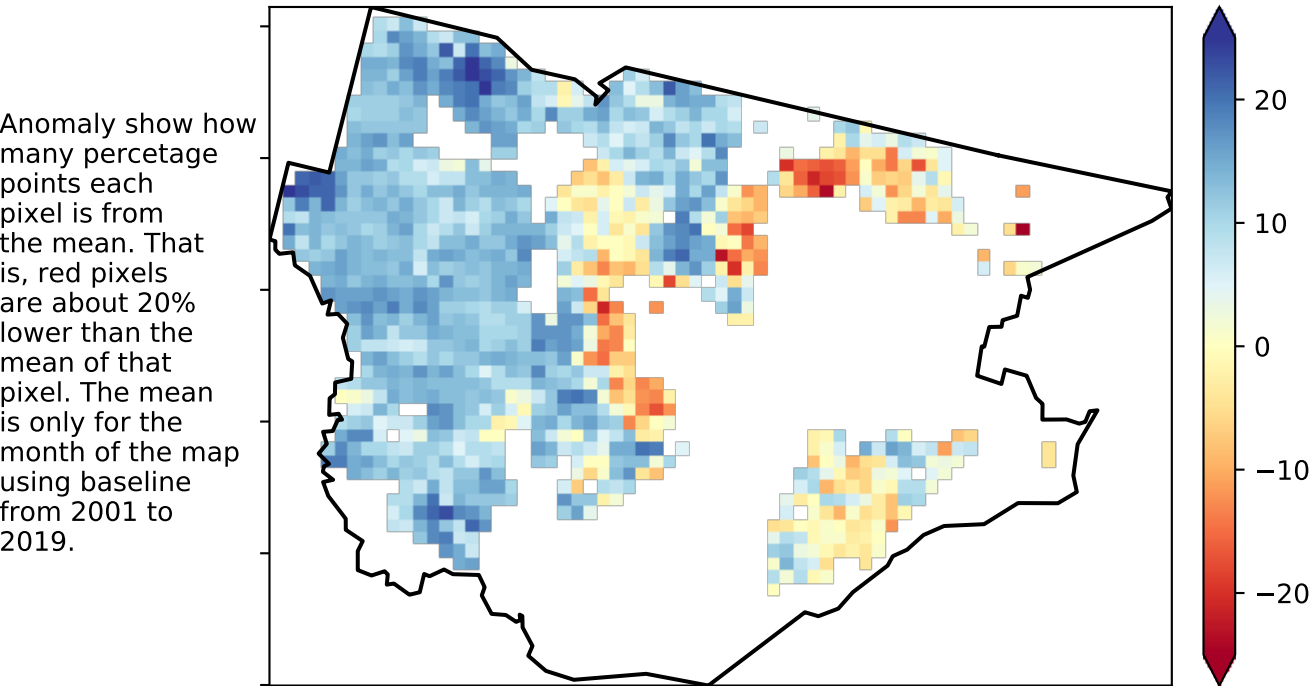 Anomaly show how
many percetage
points each
pixel is from
the mean. That
is, red pixels
are about 20%
lower than the
mean of that
pixel. The mean
is only for the
month of the map
using baseline
from 2001 to
2019.
20
10
0
−10
−20